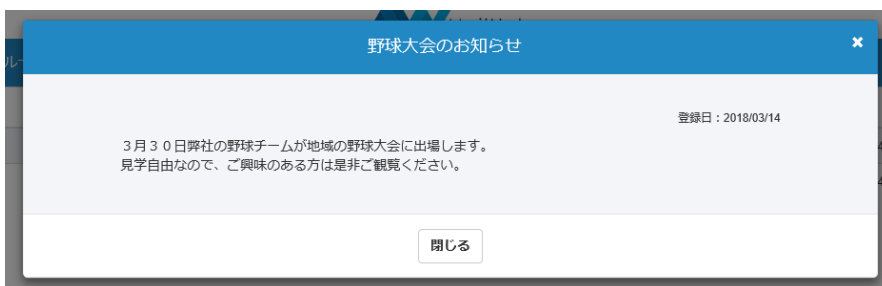 野球大会のお知らせ
登録日：2018/03/14
３月３０日弊社の野球チームが地域の野球大会に出場します。
見学自由なので、ご興味のある方は是非ご観覧ください。
閉じる